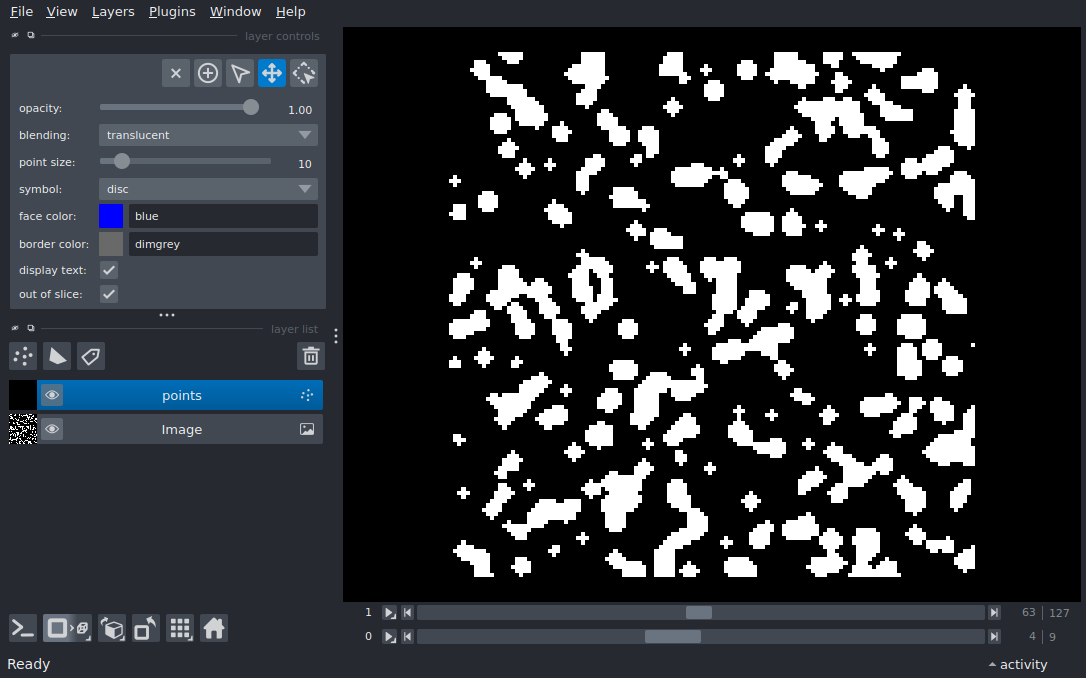 File View Layers Plugins Window Help
layer controls
opacity: 1.00
blending: translucent
point size: 10
symbol: disc
face color: blue
border color: dimgrey
display text:
out of slice:
layer list
points
Image
1 63 127
0 4 9
Ready activity